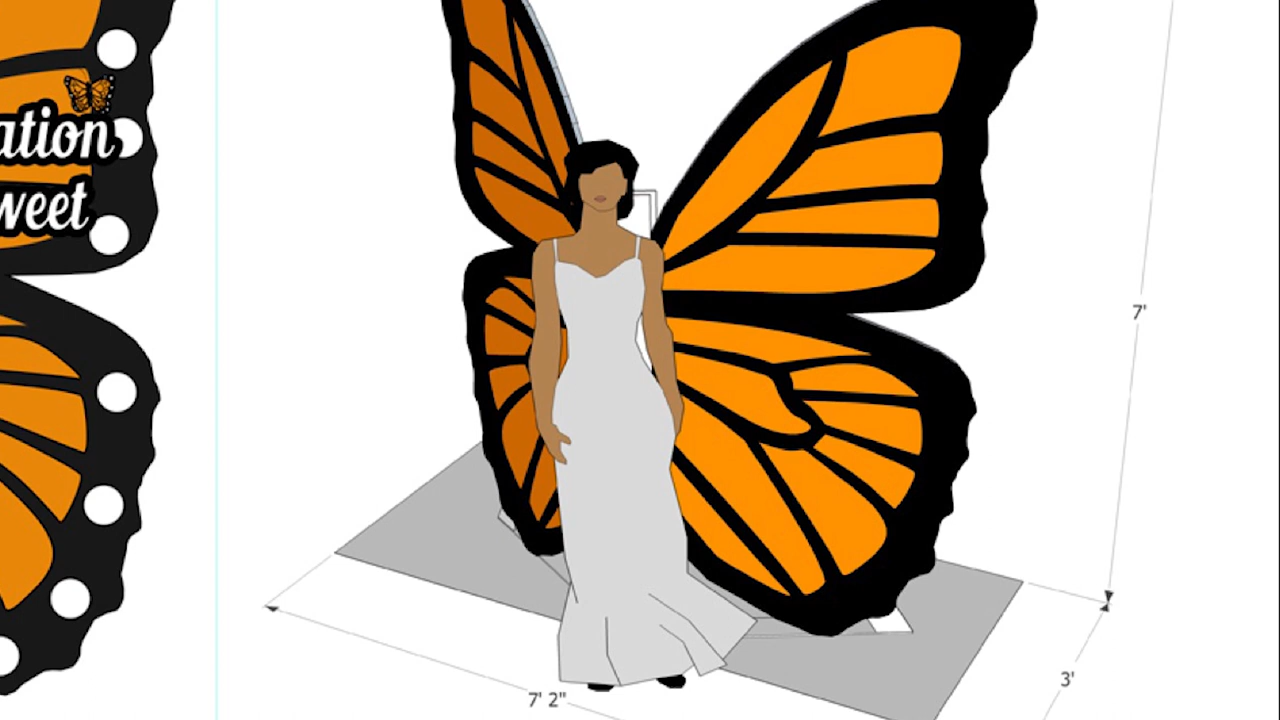 ation
weet
7'
3'
7' 2"